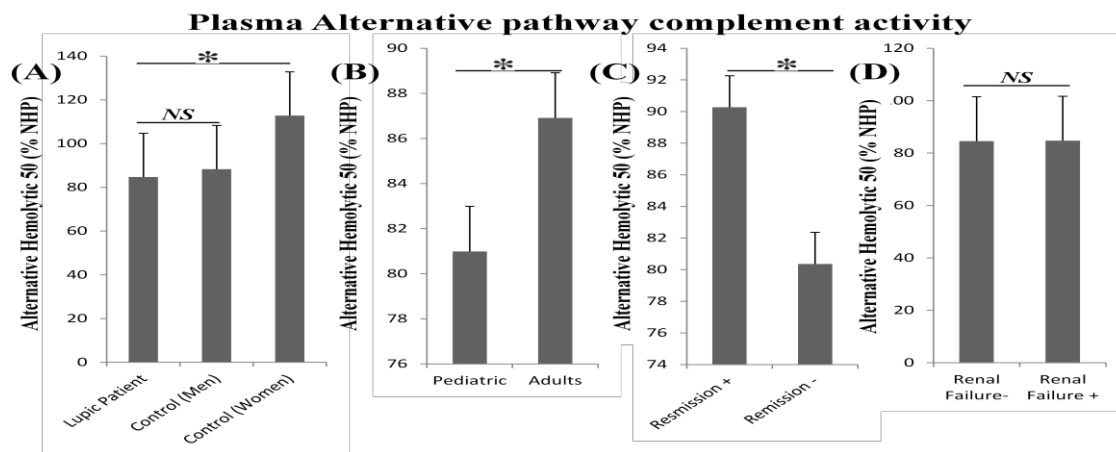 Plasma Alternative pathway complement activity
(A)
Alternative Hemolytic 50 (% NHP)
140
120
100
80
60
40
20
0
*
NS
Lupic Patient
Control (Men)
Control (Women)
(B)
Alternative Hemolytic 50 (% NHP)
90
88
86
84
82
80
78
76
*
Pediatric
Adults
(C)
Alternative Hemolytic 50 (% NHP)
94
92
90
88
86
84
82
80
78
76
74
*
Resmission +
Remission -
(D)
Alternative Hemolytic 50 (% NHP)
120
00
80
60
40
20
0
NS
Renal
Failure-
Renal
Failure +